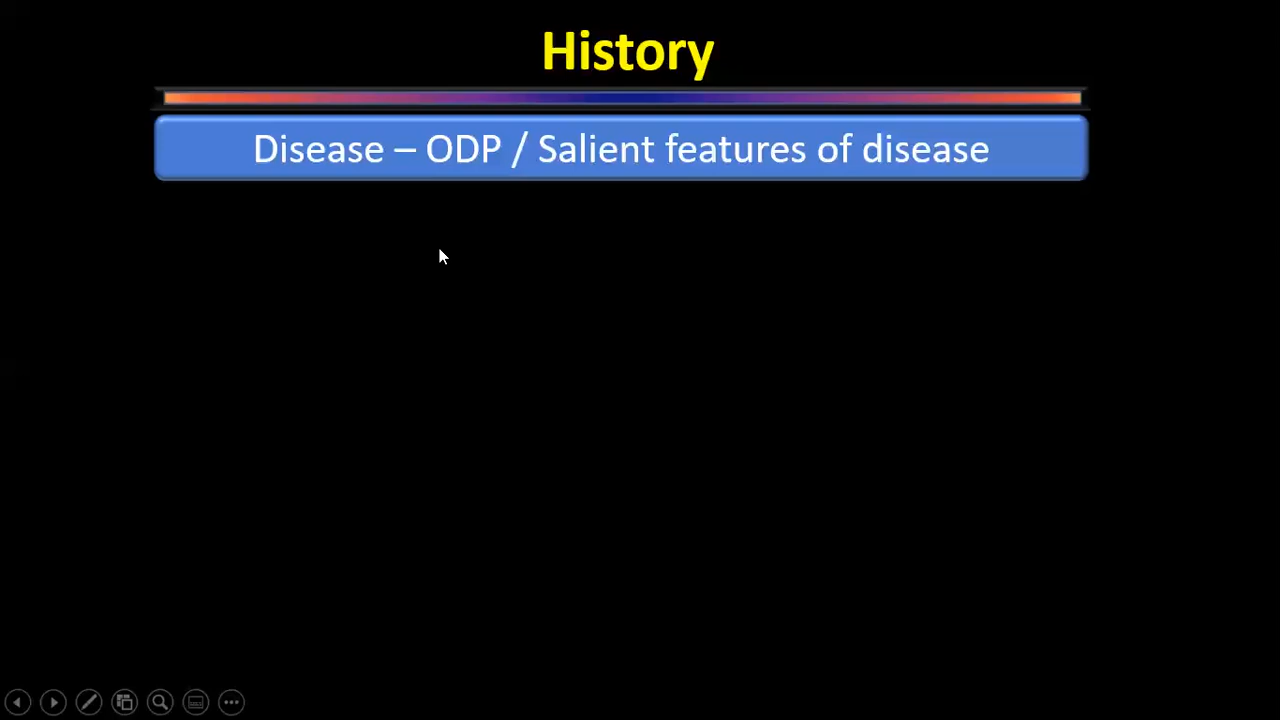 History
Disease – ODP / Salient features of disease